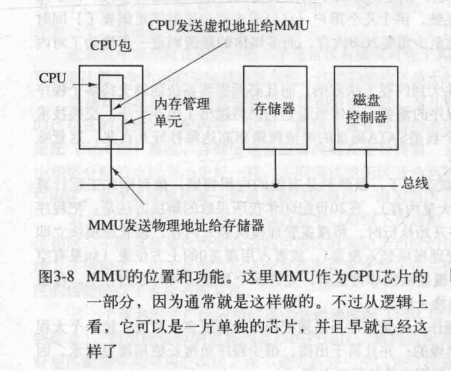 CPU发送虚拟地址给MMU
CPU包
CPU
内存管理
单元
存储器
磁盘
控制器
总线
MMU发送物理地址给存储器
图3-8 MMU的位置和功能。这里MMU作为CPU芯片的
一部分，因为通常就是这样做的。不过从逻辑上
看，它可以是一片单独的芯片，并且早就已经这
样了